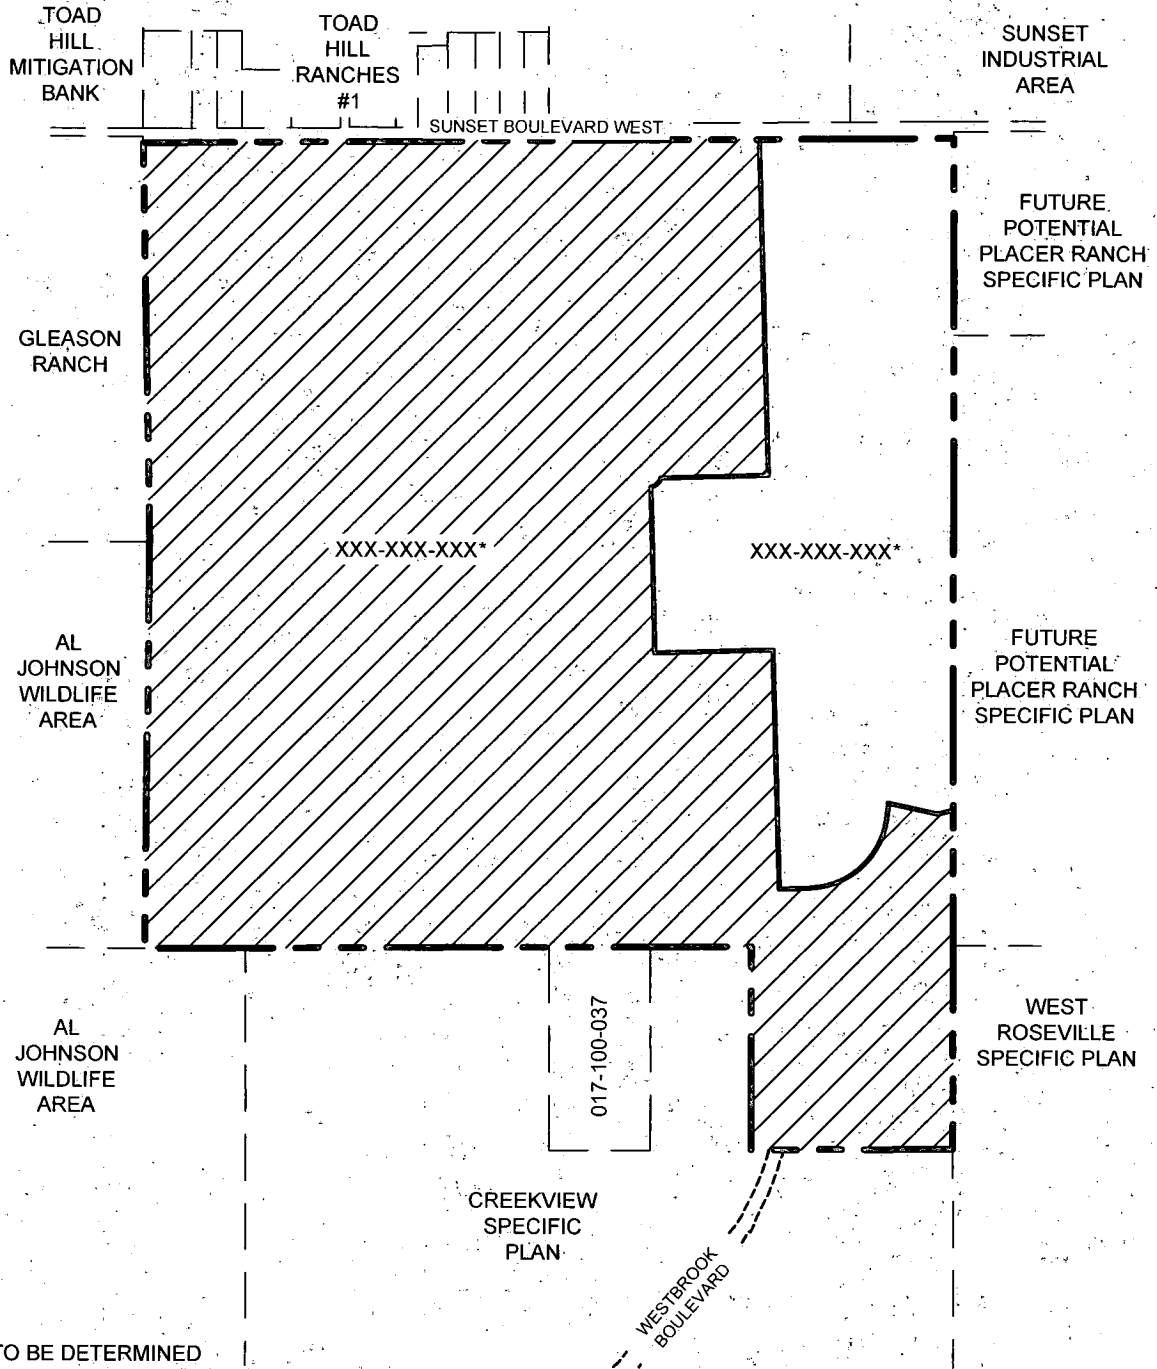 TOAD
HILL
MITIGATION
BANK
TOAD
HILL
RANCHES
#1
SUNSET
INDUSTRIAL
AREA
SUNSET BOULEVARD WEST
FUTURE
POTENTIAL
PLACER RANCH
SPECIFIC PLAN
GLEASON
RANCH
XXX-XXX-XXX*
XXX-XXX-XXX*
AL
JOHNSON
WILDLIFE
AREA
FUTURE
POTENTIAL
PLACER RANCH
SPECIFIC PLAN
AL
JOHNSON
WILDLIFE
AREA
017-100-037
WEST
ROSEVILLE
SPECIFIC PLAN
CREEKVIEW
SPECIFIC
PLAN
WESTBROOK
BOULEVARD
TO BE DETERMINED